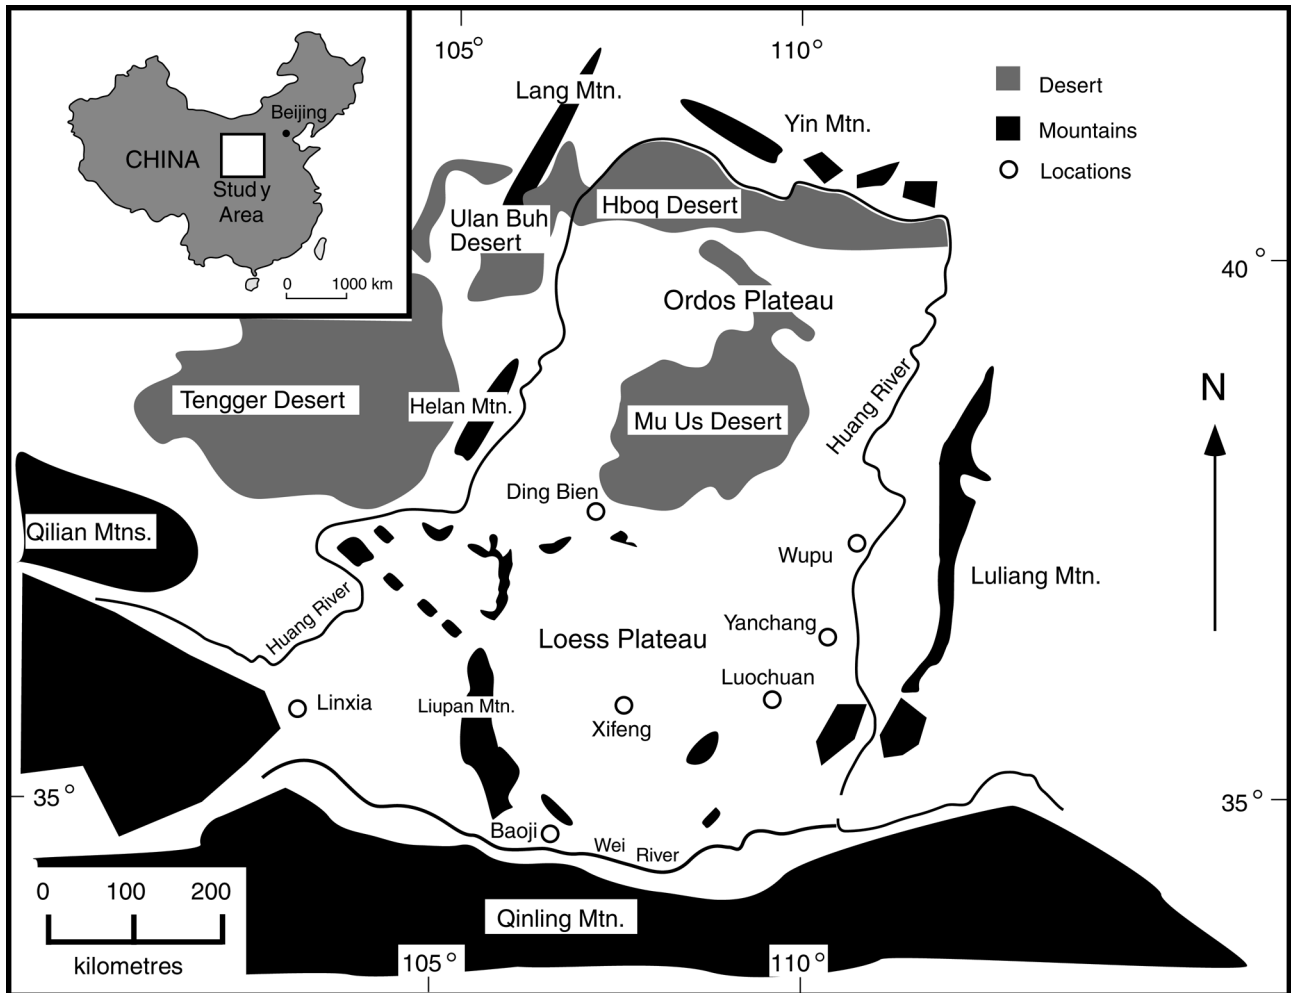 105°
110°
Lang Mtn.
Yin Mtn.
Desert
Mountains
Locations
Beijing
CHINA
Study
Area
0 1000 km
Ulan Buh
Desert
Hboq Desert
40°
Ordos Plateau
Tengger Desert
Helan Mtn.
Mu Us Desert
Huang River
N
Ding Bien
Qilian Mtns.
Wupu
Luliang Mtn.
Huang River
Yanchang
Loess Plateau
Luochuan
Linxia
Liupan Mtn.
Xifeng
35°
35°
Baoji
Wei River
0 100 200
kilometres
Qinling Mtn.
105°
110°